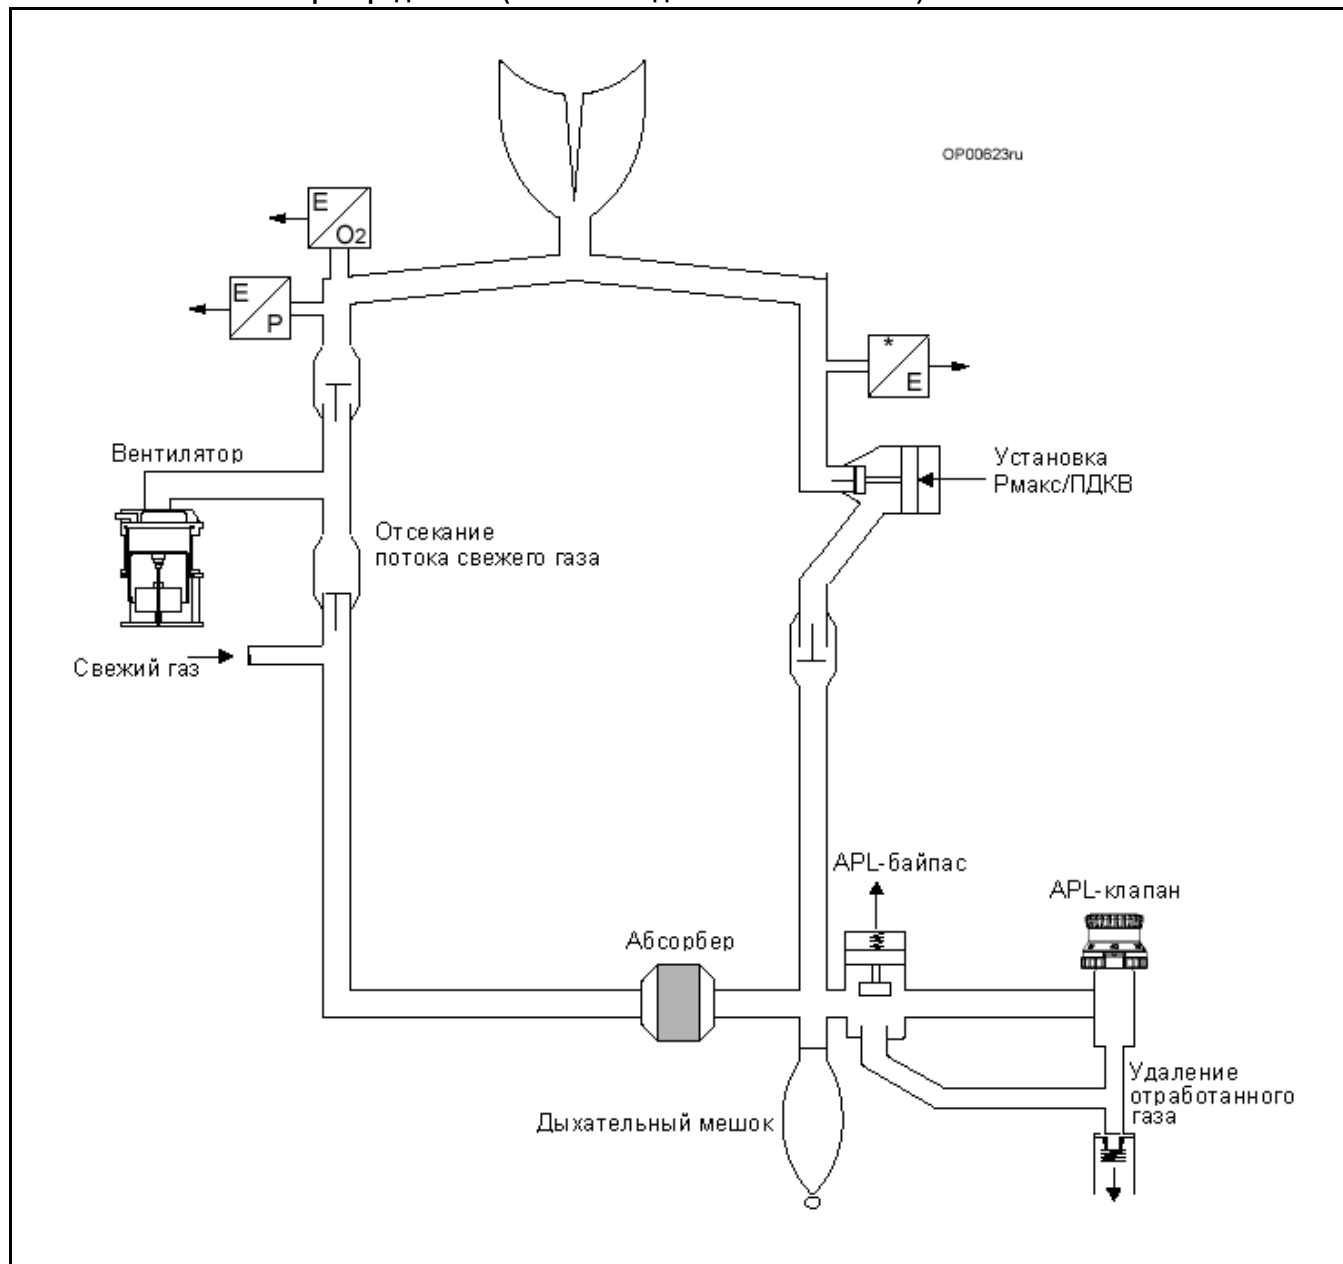 OP00623ru
E
O2
E
P
*
E
Вентилятор
Установка
Рмакс/ПДКВ
Отсекание
потока свежего газа
Свежий газ
APL-байпас
APL-клапан
Абсорбер
Удаление
отработанного
газа
Дыхательный мешок